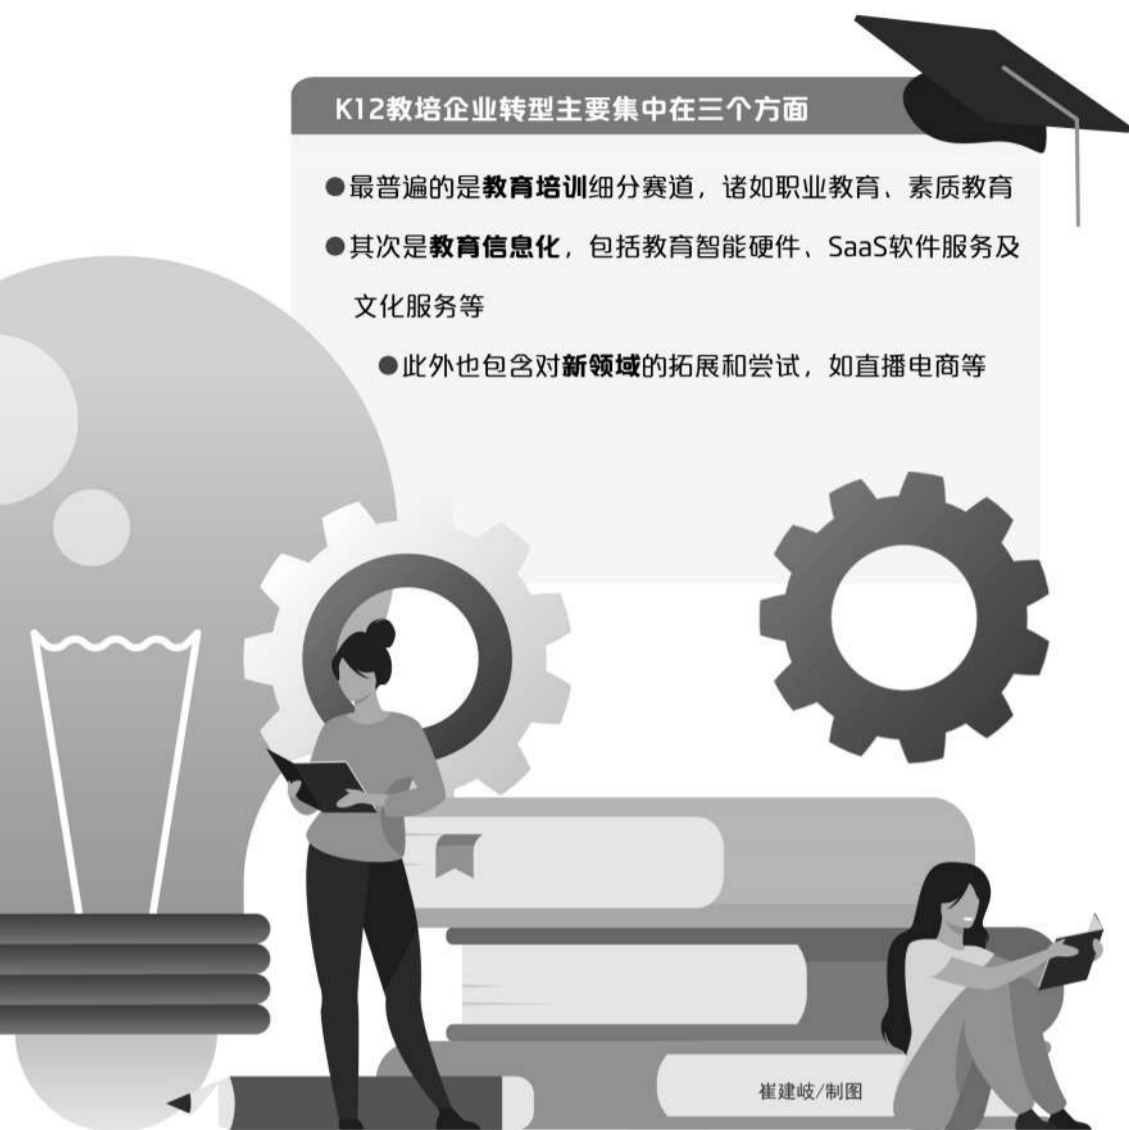 K12教培企业转型主要集中在三个方面
●最普遍的是教育培训细分赛道，诸如职业教育、素质教育
●其次是教育信息化，包括教育智能硬件、SaaS软件服务及
文化服务等
●此外也包含对新领域的拓展和尝试，如直播电商等
崔建岐/制图